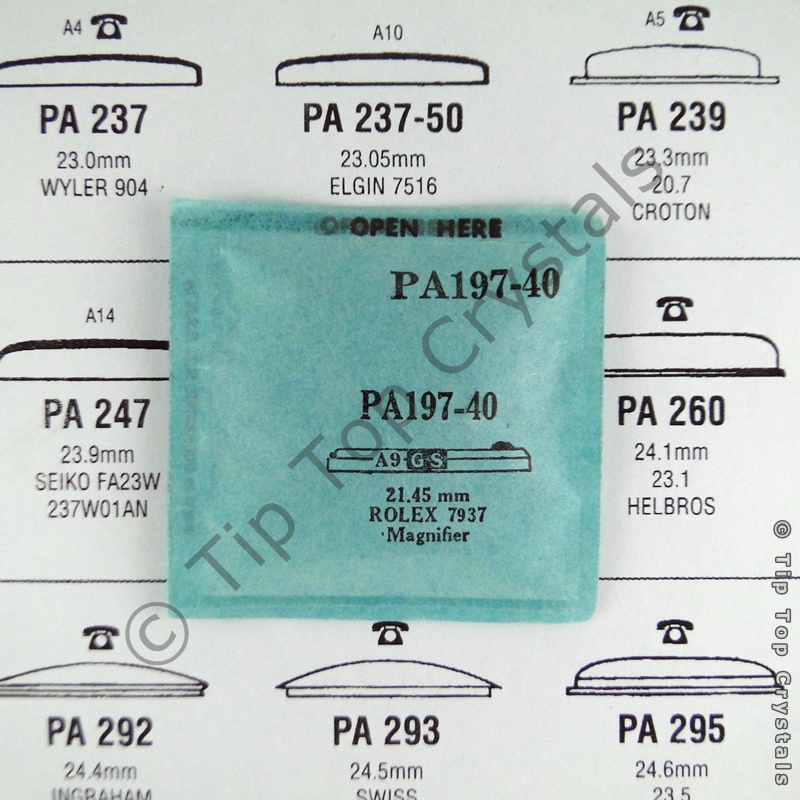 A4
A10
A5
PA 237
PA 237-50
PA 239
23.0mm
23.05mm
23.3mm
WYLER 904
ELGIN 7516
20.7
CROTON
OPEN HERE
PA197-40
PA197-40
A9 GS
21.45 mm
ROLEX 7937
Magnifier
A14
PA 247
PA 260
23.9mm
24.1mm
SEIKO FA23W
23.1
237W01AN
HELBROS
PA 292
PA 293
PA 295
24.4mm
24.5mm
24.6mm
INGRAHAM
SWISS
23.5
© Tip Top Crystals
© Tip Top Crystals